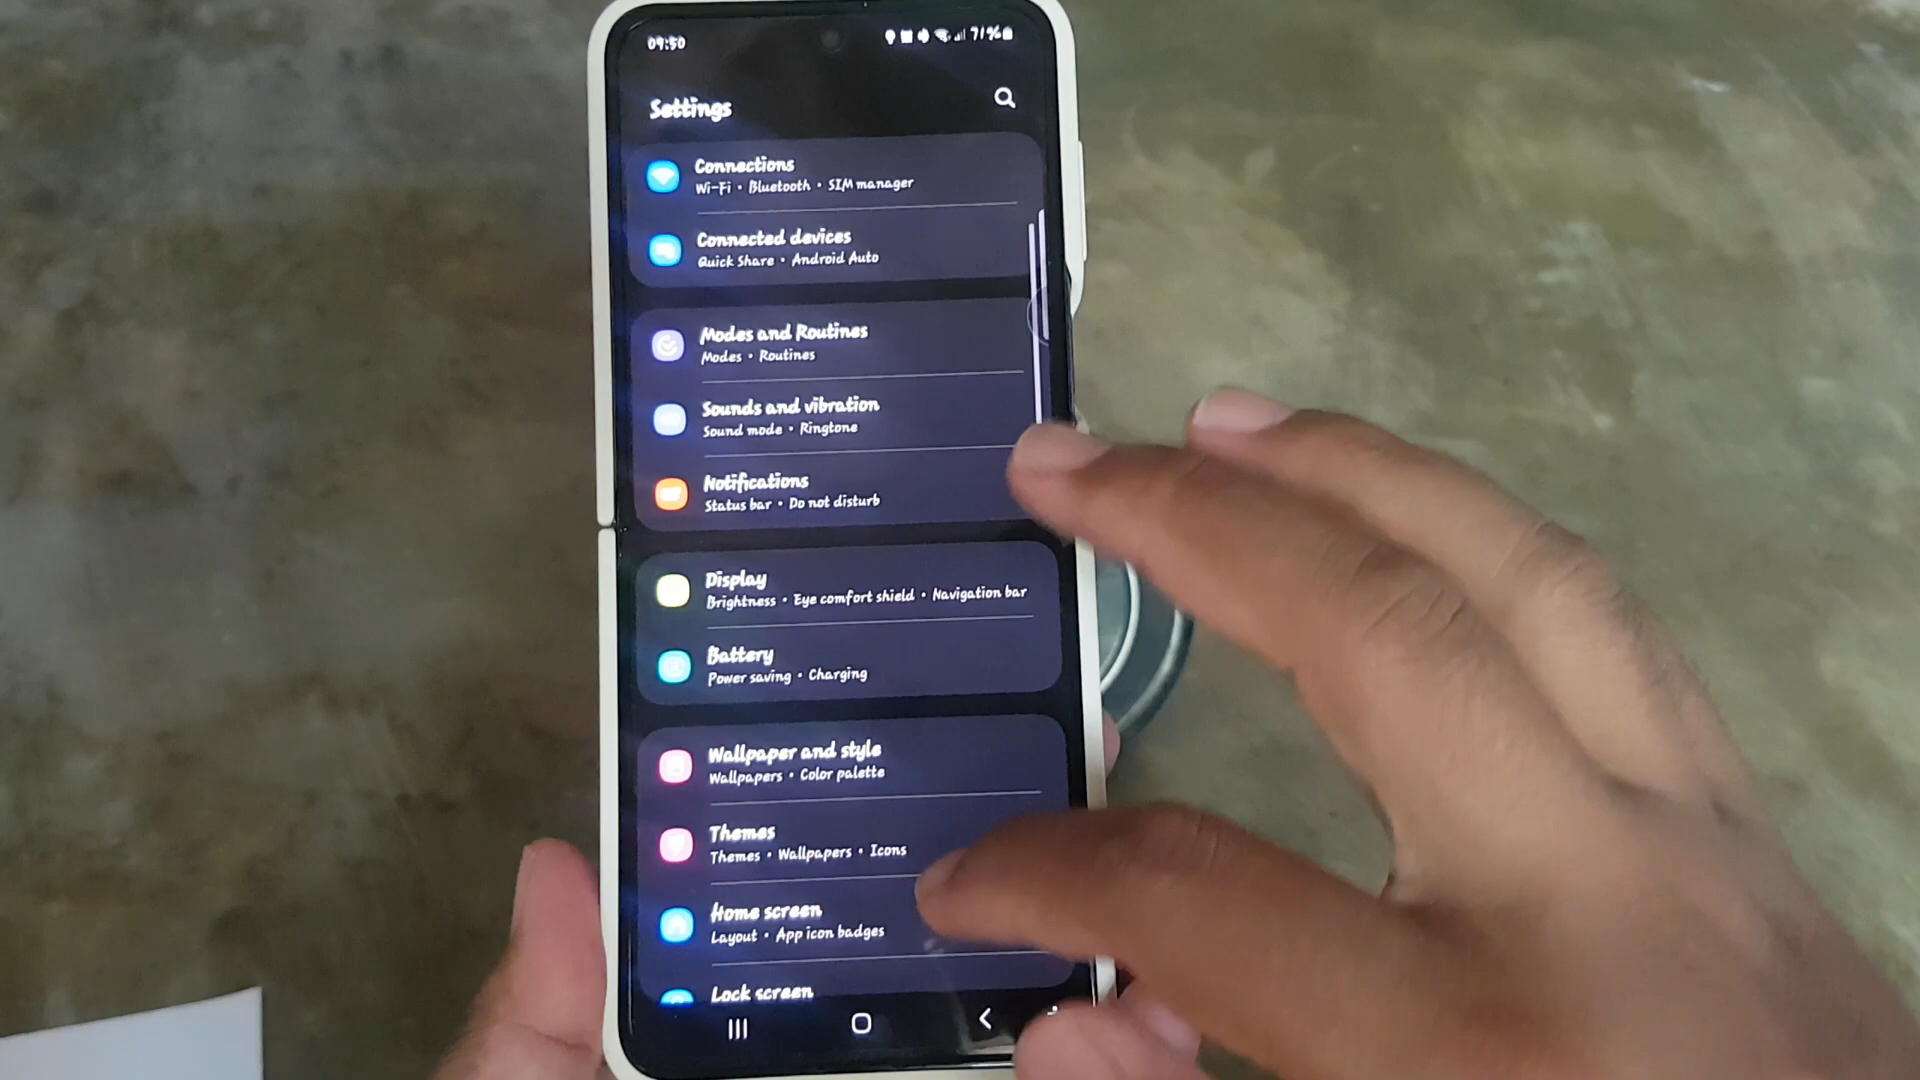 09:50
71%
Settings
Connections
Wi-Fi • Bluetooth • SIM manager
Connected devices
Quick Share • Android Auto
Modes and Routines
Modes • Routines
Sounds and vibration
Sound mode • Ringtone
Notifications
Status bar • Do not disturb
Display
Brightness • Eye comfort shield • Navigation bar
Battery
Power saving • Charging
Wallpaper and style
Wallpapers • Color palette
Themes
Themes • Wallpapers • Icons
Home screen
Layout • App icon badges
Lock screen